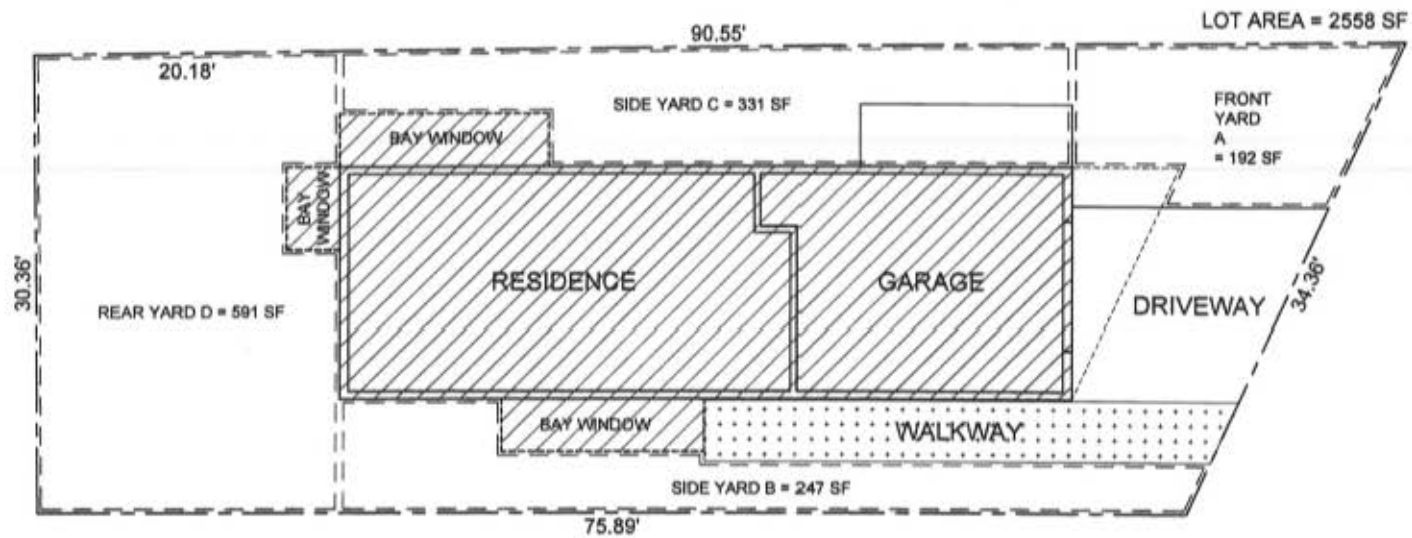 LOT AREA = 2558 SF
90.55'
20.18'
SIDE YARD C = 331 SF
FRONT
YARD
A
= 192 SF
BAY WINDOW
BAY
WINDOW
RESIDENCE
GARAGE
DRIVEWAY
30.36'
34.36'
REAR YARD D = 591 SF
BAY WINDOW
WALKWAY
SIDE YARD B = 247 SF
75.89'